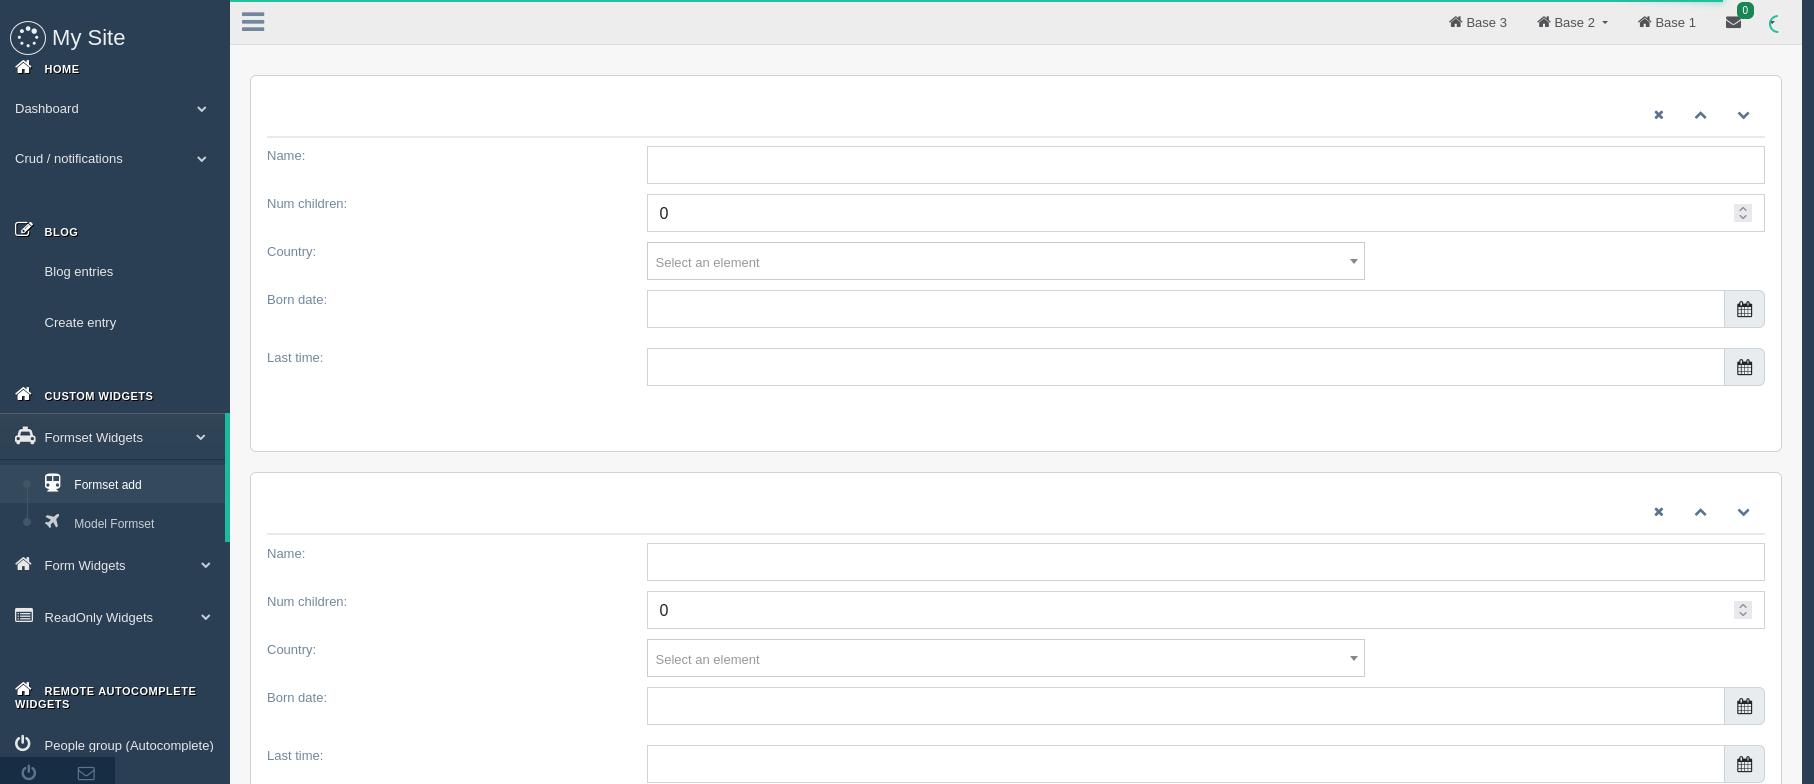 My Site
HOME
Dashboard
Crud / notifications
BLOG
Blog entries
Create entry
CUSTOM WIDGETS
Formset Widgets
Formset add
Model Formset
Form Widgets
ReadOnly Widgets
REMOTE AUTOCOMPLETE
WIDGETS
People group (Autocomplete)
Base 3 Base 2 Base 1 0
Name:
Num children: 0
Country: Select an element
Born date:
Last time:
Name:
Num children: 0
Country: Select an element
Born date:
Last time: